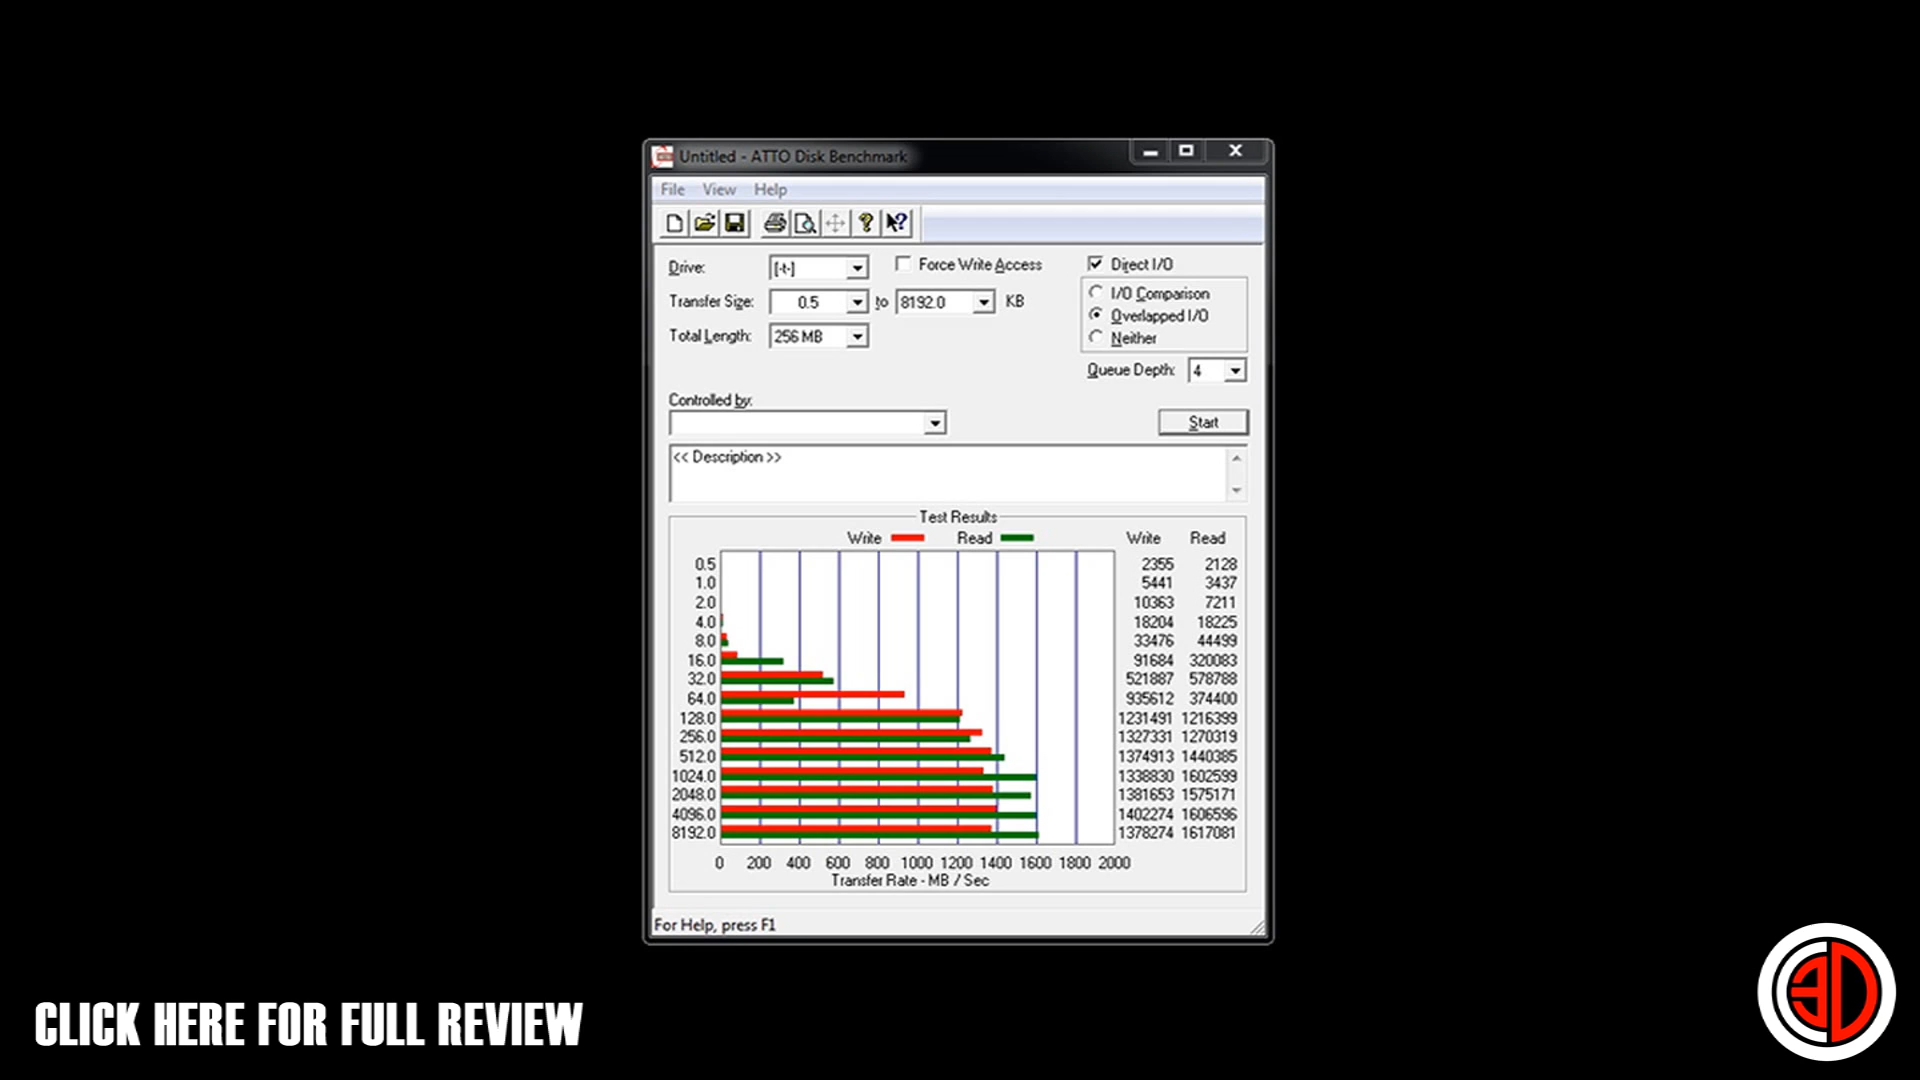 Untitled - ATTO Disk Benchmark
File View Help
Drive: [-t-] Force Write Access Direct I/O
Transfer Size: 0.5 to 8192.0 KB
I/O Comparison
Overlapped I/O
Neither
Total Length: 256 MB
Queue Depth: 4
Controlled by:
Start
<< Description >>
Test Results
Write Read Write Read
0.5 2355 2128
1.0 5441 3437
2.0 10363 7211
4.0 18204 18225
8.0 33476 44499
16.0 91684 320083
32.0 521887 578788
64.0 935612 374400
128.0 1231491 1216399
256.0 1327331 1270319
512.0 1374913 1440385
1024.0 1338830 1602599
2048.0 1381653 1575171
4096.0 1402274 1606596
8192.0 1378274 1617081
0 200 400 600 800 1000 1200 1400 1600 1800 2000
Transfer Rate - MB / Sec
For Help, press F1
CLICK HERE FOR FULL REVIEW
3D